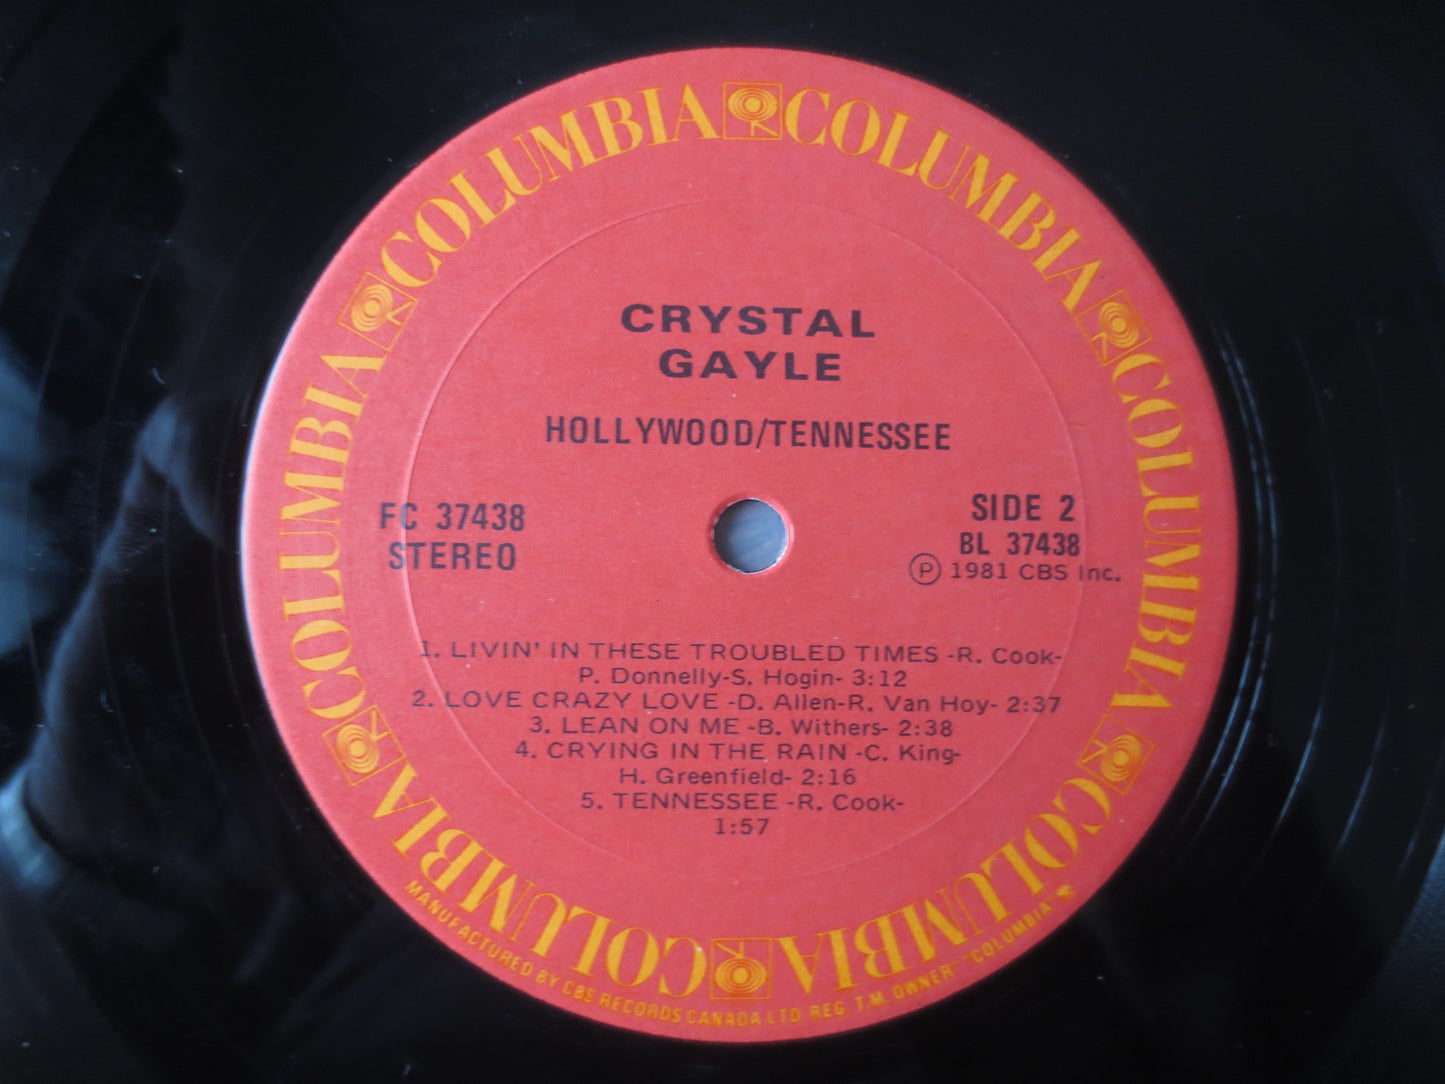 COLUMBIA COLUMBIA COLUMBIA COLUMBIA COLUMBIA COLUMBIA
CRYSTAL
GAYLE
HOLLYWOOD/TENNESSEE
FC 37438
STEREO
SIDE 2
BL 37438
Ⓟ 1981 CBS Inc.
1. LIVIN' IN THESE TROUBLED TIMES -R. Cook-
P. Donnelly-S. Hogin- 3:12
2. LOVE CRAZY LOVE -D. Allen-R. Van Hoy- 2:37
3. LEAN ON ME -B. Withers- 2:38
4. CRYING IN THE RAIN -C. King-
H. Greenfield- 2:16
5. TENNESSEE -R. Cook-
1:57
MANUFACTURED BY CBS RECORDS CANADA LTD. REG. T.M. OWNER "COLUMBIA"